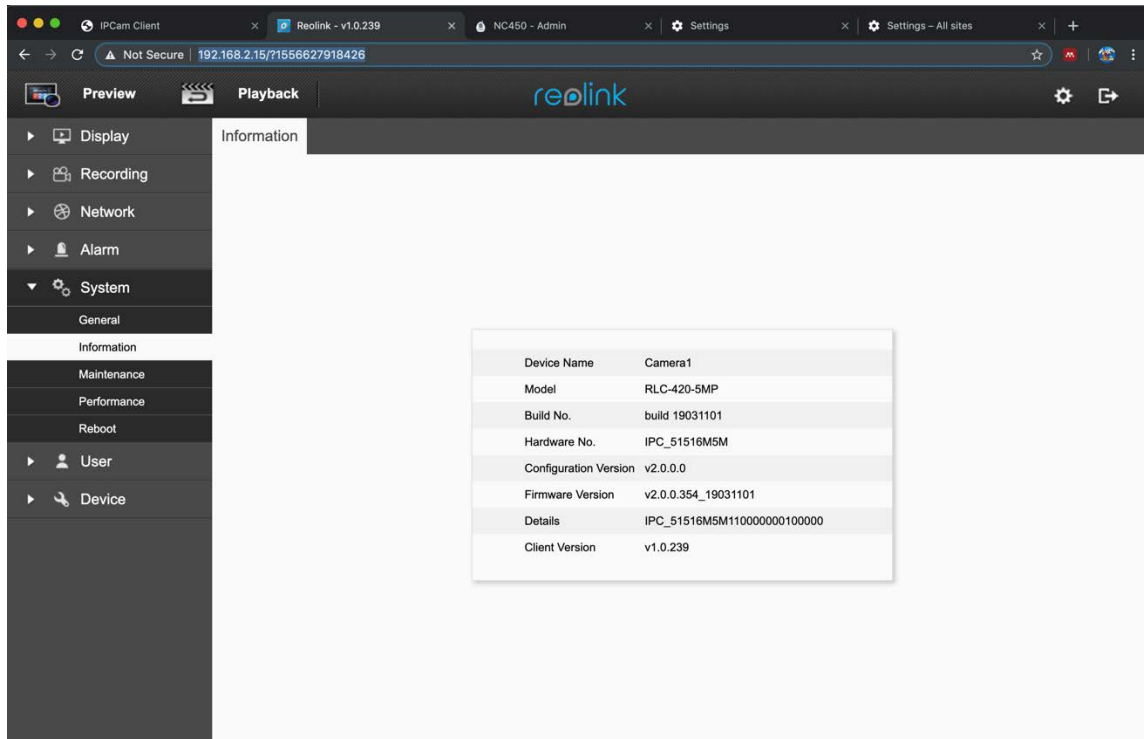 IPCam Client Reolink - v1.0.239 NC450 - Admin Settings Settings – All sites
Not Secure 192.168.2.15/?1556627918426
Preview Playback reolink
Display
Information
Recording
Network
Alarm
System
General
Information
Maintenance
Performance
Reboot
User
Device
Device Name Camera1
Model RLC-420-5MP
Build No. build 19031101
Hardware No. IPC_51516M5M
Configuration Version v2.0.0.0
Firmware Version v2.0.0.354_19031101
Details IPC_51516M5M110000000100000
Client Version v1.0.239